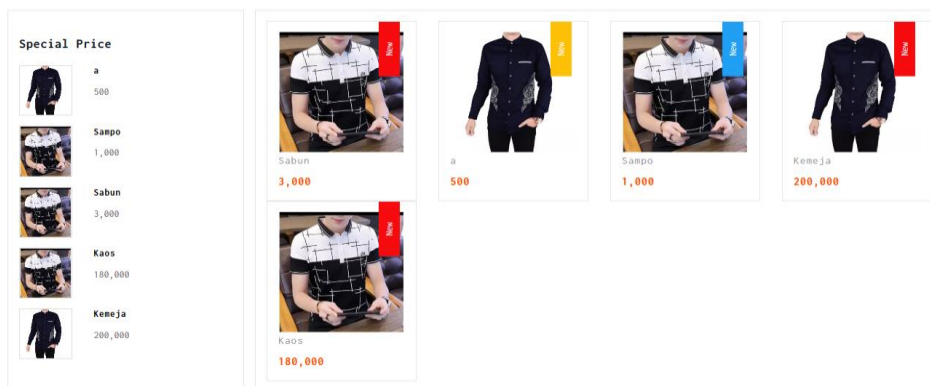 Special Price
a
500
Sampo
1,000
Sabun
3,000
Kaos
180,000
Kemeja
200,000
New
Sabun
3,000
New
a
500
New
Sampo
1,000
New
Kemeja
200,000
New
Kaos
180,000